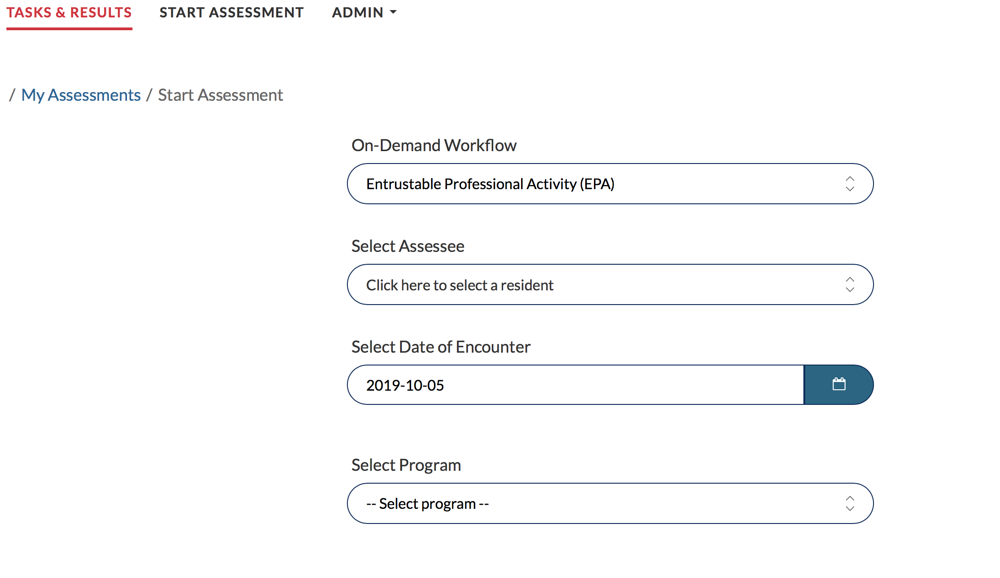 TASKS & RESULTS START ASSESSMENT ADMIN
/ My Assessments / Start Assessment
On-Demand Workflow
Entrustable Professional Activity (EPA)
Select Assessee
Click here to select a resident
Select Date of Encounter
2019-10-05
Select Program
-- Select program --